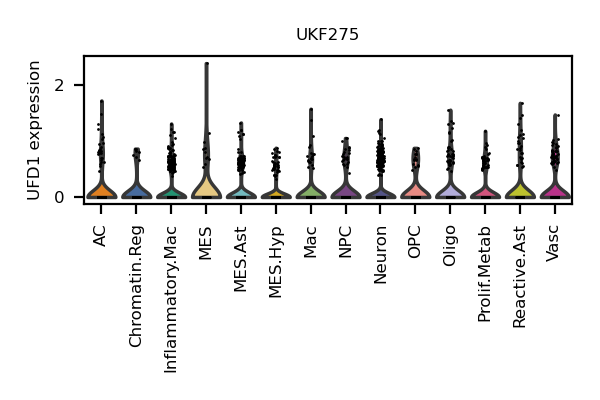 UKF275
UFD1 expression
2
0
AC
Chromatin.Reg
Inflammatory.Mac
MES
MES.Ast
MES.Hyp
Mac
NPC
Neuron
OPC
Oligo
Prolif.Metab
Reactive.Ast
Vasc